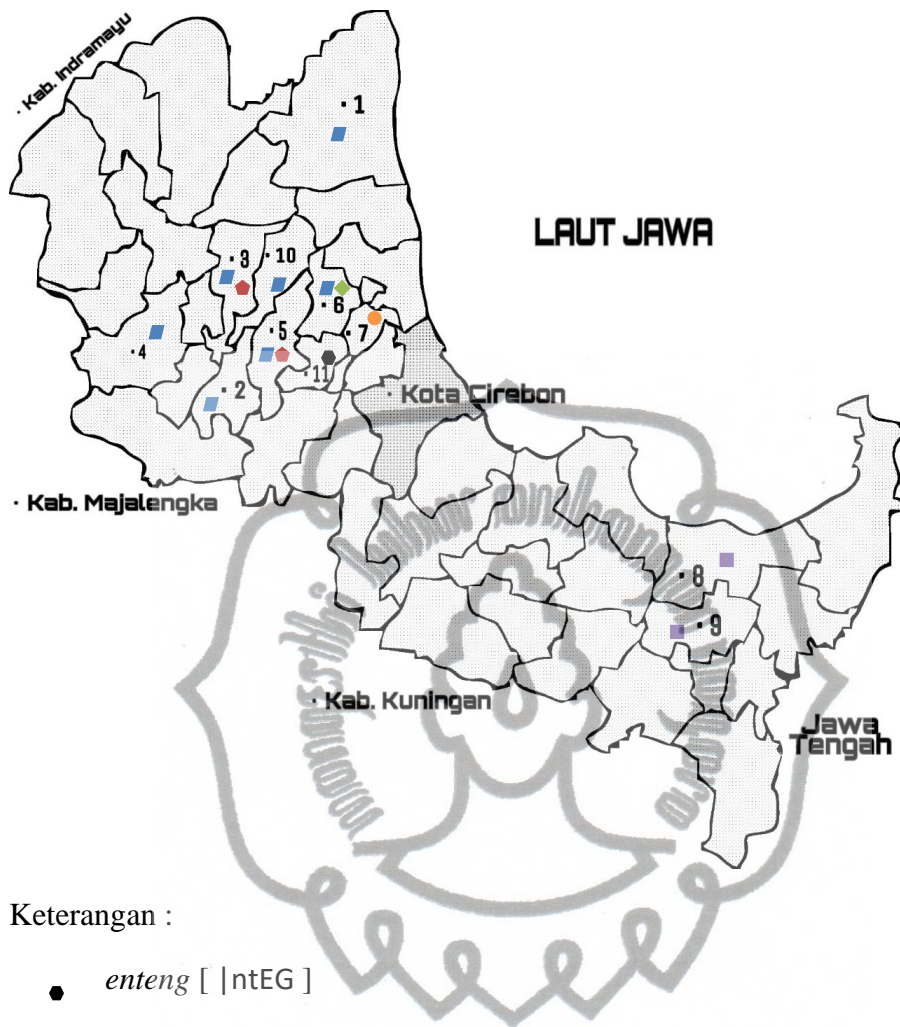 · Kab. Indramayu
1
LAUT JAWA
3
10
6
5
7
4
11
2
· Kota Cirebon
· Kab. Majalengka
8
9
· Kab. Kuningan
Jawa
Tengah
Keterangan :
enteng [ |ntEG ]